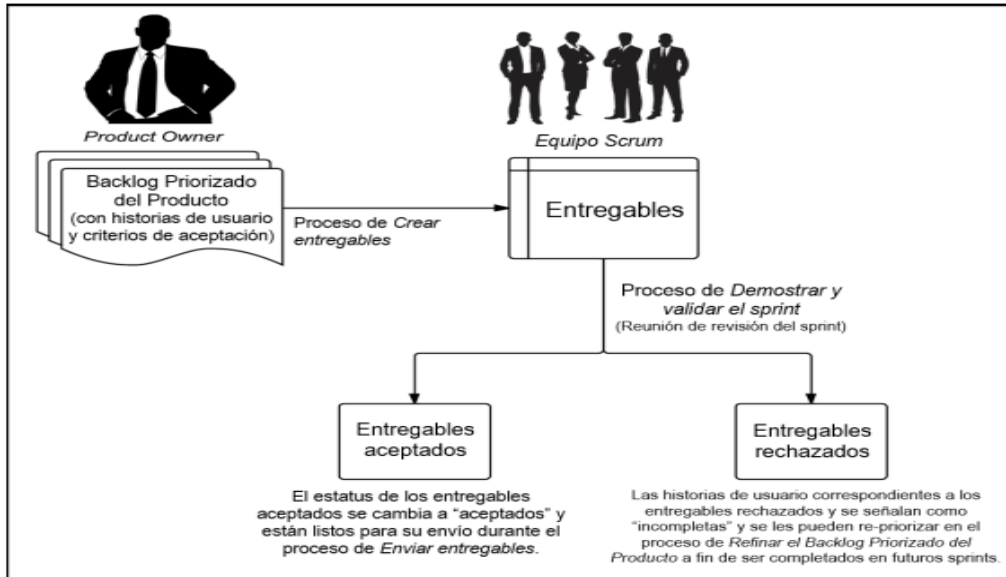 Product Owner
Equipo Scrum
Backlog Priorizado
del Producto
(con historias de usuario
y criterios de aceptación)
Proceso de Crear
entregables
Entregables
Proceso de Demostrar y
validar el sprint
(Reunión de revisión del sprint)
Entregables
aceptados
El estatus de los entregables
aceptados se cambia a “aceptados” y
están listos para su envío durante el
proceso de Enviar entregables.
Entregables
rechazados
Las historias de usuario correspondientes a los
entregables rechazados y se señalan como
“incompletas” y se les pueden re-priorizar en el
proceso de Refinar el Backlog Priorizado del
Producto a fin de ser completados en futuros sprints.